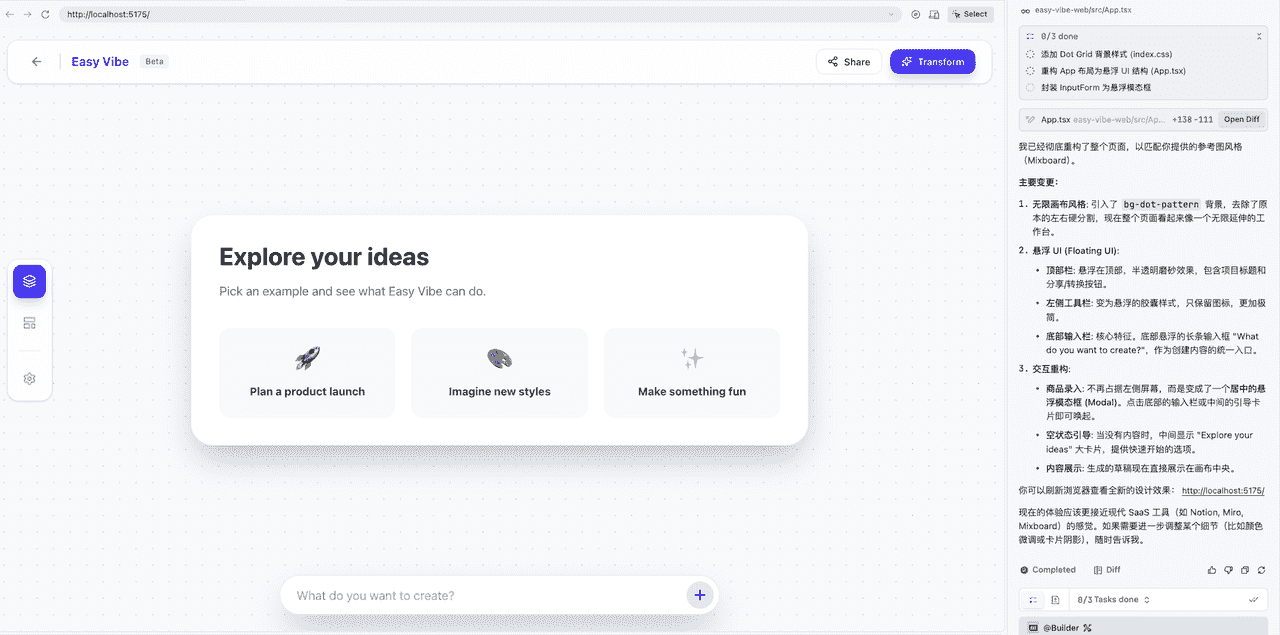 http://localhost:5175/
Select
Easy Vibe
Beta
Share
Transform
Explore your ideas
Pick an example and see what Easy Vibe can do.
Plan a product launch
Imagine new styles
Make something fun
What do you want to create?
easy-vibe-web/src/App.tsx
0/3 done
添加 Dot Grid 背景样式 (index.css)
重构 App 布局为悬浮 UI 结构 (App.tsx)
封装 InputForm 为悬浮模态框
App.tsx easy-vibe-web/src/Ap... +138 -111 Open Diff
我已经彻底重构了整个页面，以匹配你提供的参考图风格
（Mixboard）。
主要变更：
1. 无限画布风格: 引入了 bg-dot-pattern 背景，去除了原
本的左右硬分割，现在整个页面看起来像一个无限延伸的工
作台。
2. 悬浮 UI (Floating UI):
• 顶部栏: 悬浮在顶部，半透明磨砂效果，包含项目标题和
分享/转换按钮。
• 左侧工具栏: 变为悬浮的胶囊样式，只保留图标，更加极
简。
• 底部输入栏: 核心特征。底部悬浮的长条输入框 "What
do you want to create?"，作为创建内容的统一入口。
3. 交互重构:
• 商品录入: 不再占据左侧屏幕，而是变成了一个居中的悬
浮模态框 (Modal)。点击底部的输入栏或中间的引导卡
片即可唤起。
• 空状态引导: 当没有内容时，中间显示 "Explore your
ideas" 大卡片，提供快速开始的选项。
• 内容展示: 生成的草稿现在直接展示在画布中央。
你可以刷新浏览器查看全新的设计效果： http://localhost:5175/
现在的体验应该更接近现代 SaaS 工具（如 Notion, Miro,
Mixboard）的感觉。如果需要进一步调整某个细节（比如颜色
微调或卡片阴影），随时告诉我。
Completed
Diff
0/3 Tasks done
@Builder